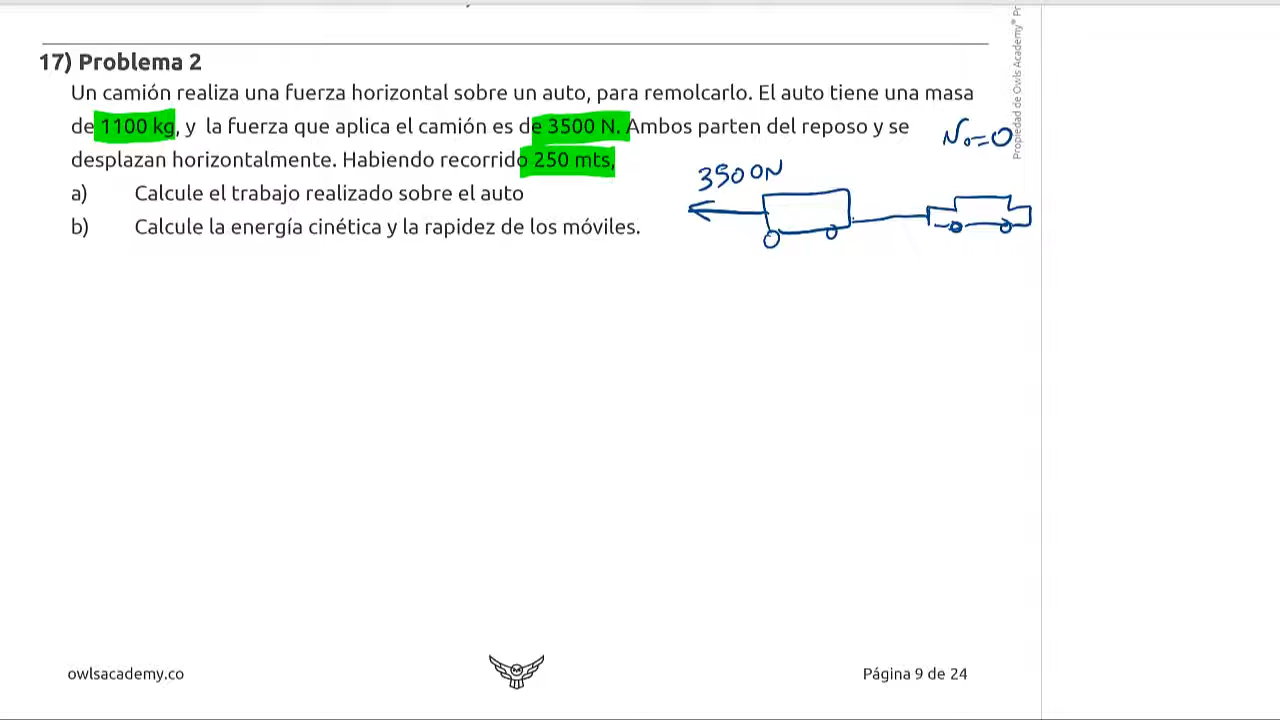 17) Problema 2
Un camión realiza una fuerza horizontal sobre un auto, para remolcarlo. El auto tiene una masa
de 1100 kg, y la fuerza que aplica el camión es de 3500 N. Ambos parten del reposo y se
desplazan horizontalmente. Habiendo recorrido 250 mts,
a) Calcule el trabajo realizado sobre el auto
b) Calcule la energía cinética y la rapidez de los móviles.
V₀=0
3500N
Propiedad de Owls Academy® Pr
owlsacademy.co
Página 9 de 24